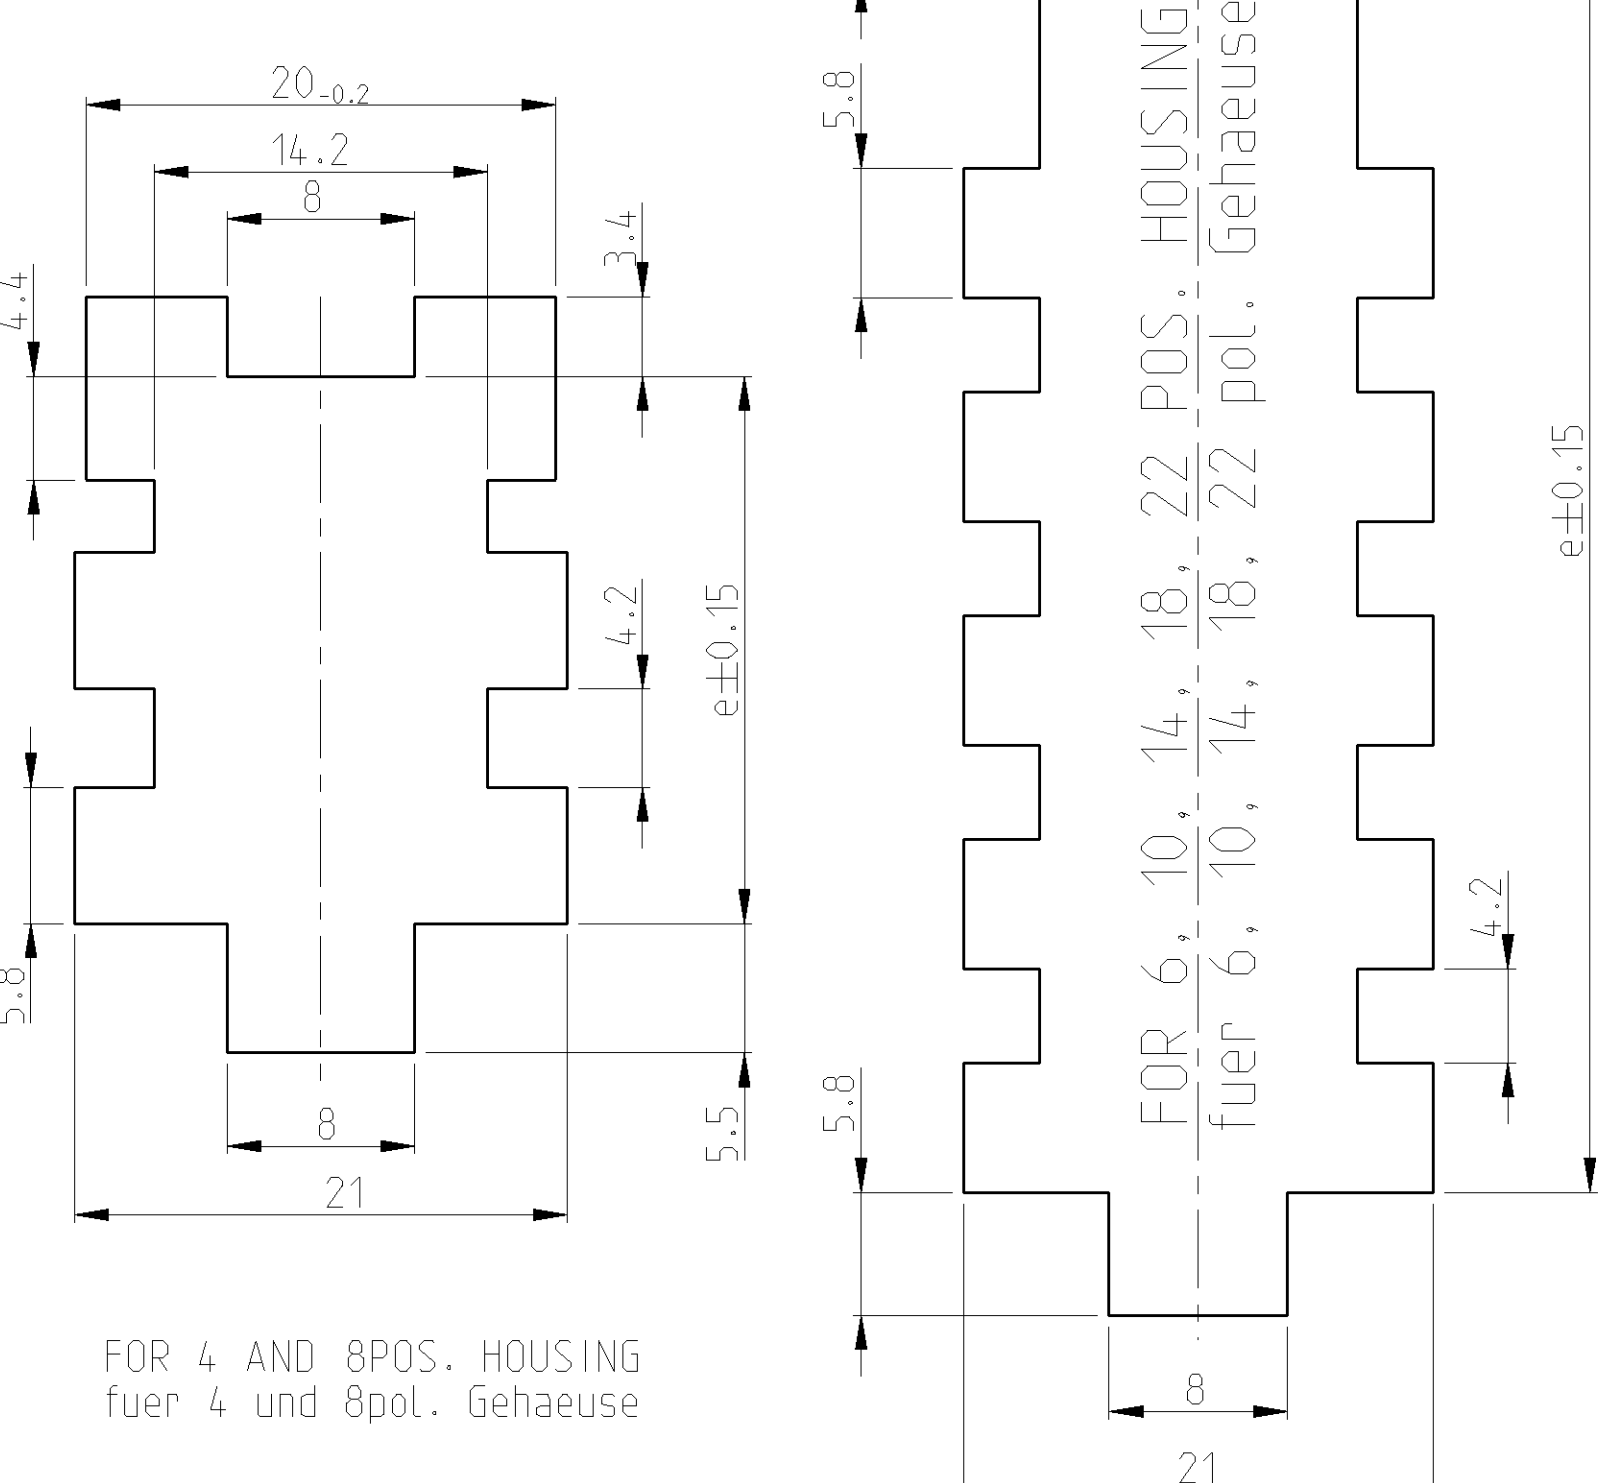 20-0.2
14.2
8
3.4
4.4
4.2
e±0.15
5.8
5.5
8
21
FOR 4 AND 8POS. HOUSING
fuer 4 und 8pol. Gehaeuse
5.8
FOR 6, 10, 14, 18, 22 POS. HOUSING
fuer 6, 10, 14, 18, 22 pol. Gehaeuse
e±0.15
4.2
5.8
8
21